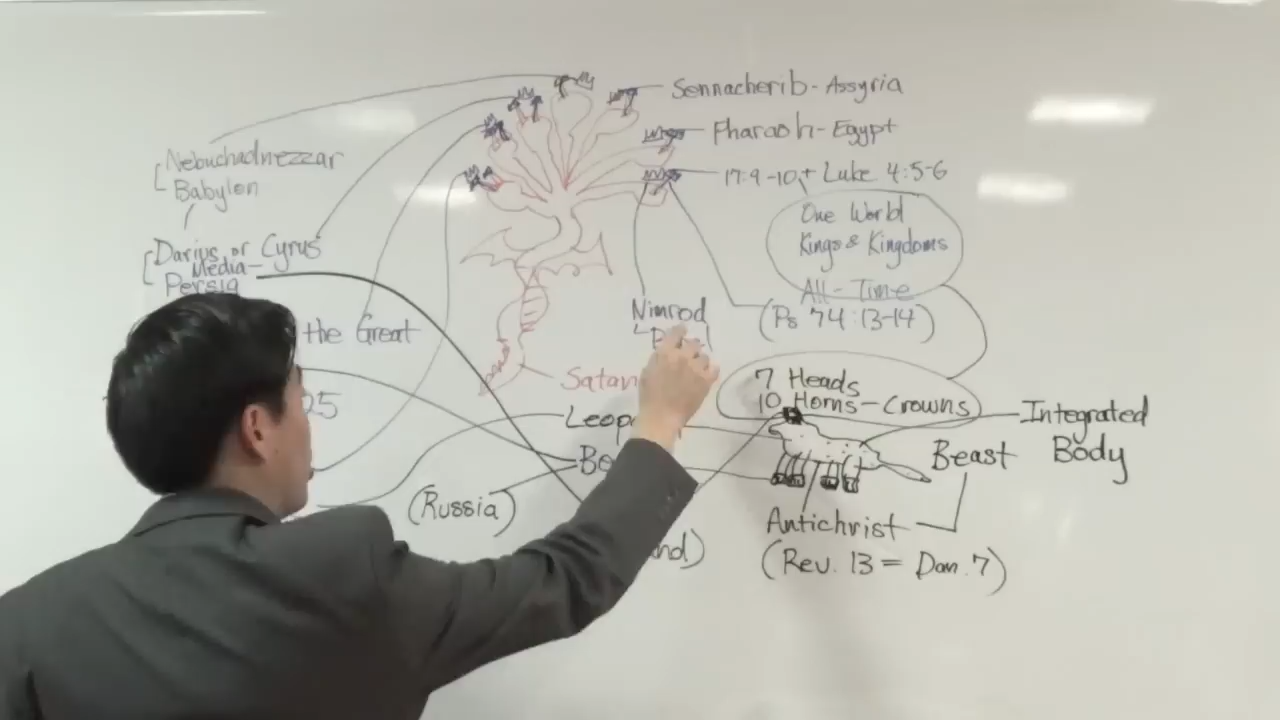 Sennacherib - Assyria
Pharaoh - Egypt
17:9-10, + Luke 4:5-6
One World
Kings & Kingdoms
All - Time
(Ps 74:13-14)
Nebuchadnezzar
Babylon
Darius or Cyrus
Media-
Persia
the Great
Nimrod
Satan
7 Heads
10 Horns - Crowns
Integrated
Body
Beast
(Russia)
Antichrist
(Rev. 13 = Dan. 7)